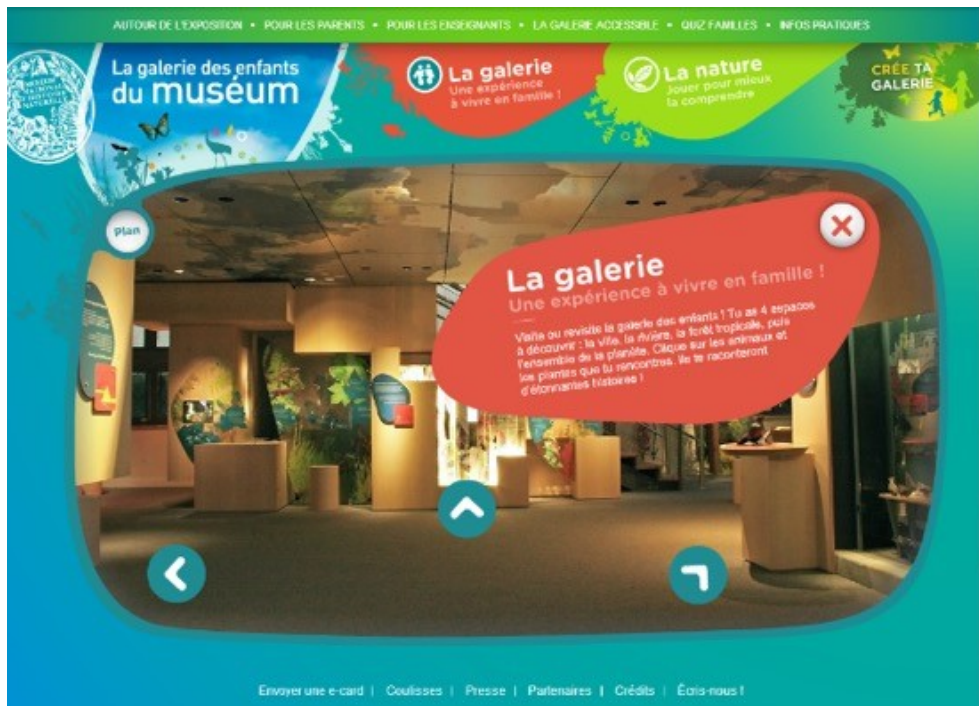 AUTOUR DE L'EXPOSITION • POUR LES PARENTS • POUR LES ENSEIGNANTS • LA GALERIE ACCESSIBLE • QUIZ FAMILLES • INFOS PRATIQUES
MUSEUM
NATIONAL
D'HISTOIRE
NATURELLE
La galerie des enfants
du muséum
La galerie
Une expérience
à vivre en famille !
La nature
Jouer pour mieux
la comprendre
CRÉE TA
GALERIE
Plan
La galerie
Une expérience à vivre en famille !
Visite ou revisite la galerie des enfants ! Tu as 4 espaces
à découvrir : la ville, la rivière, la forêt tropicale, puis
l'ensemble de la planète. Clique sur les animaux et
les plantes que tu rencontres. Ils te raconteront
d'étonnantes histoires !
Envoyer une e-card | Coulisses | Presse | Partenaires | Crédits | Écris-nous !